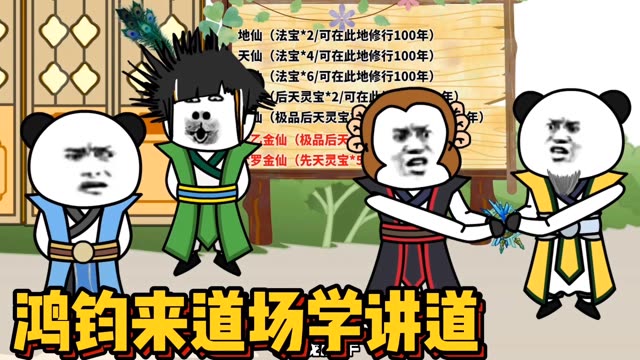 地仙（法宝*2/可在此地修行100年）
天仙（法宝*4/可在此地修行100年）
（法宝*6/可在此地修行100年）
（后天灵宝*2/可在此地
仙（极品后天灵宝
年）
乙金仙（极品后天
罗金仙（先天灵宝*5
鸿钧来道场学讲道